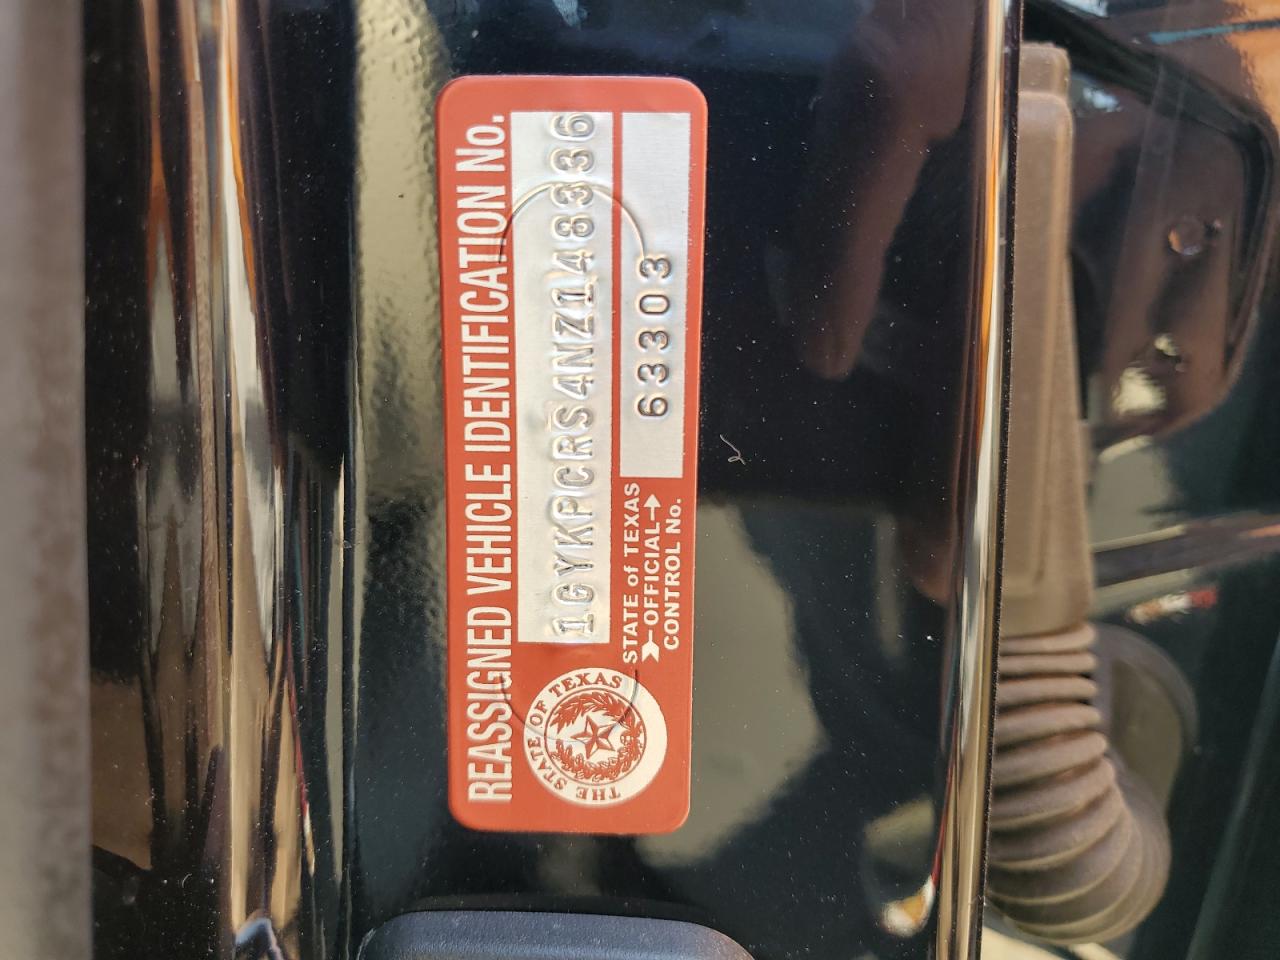 REASSIGNED VEHICLE IDENTIFICATION No.
1GYKPCRS4NZ148336
STATE of TEXAS
OFFICIAL
CONTROL No.
63303
THE STATE OF TEXAS